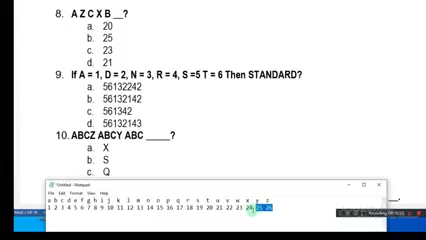 8. A Z C X B __?
a. 20
b. 25
c. 23
d. 21
9. If A = 1, D = 2, N = 3, R = 4, S =5 T = 6 Then STANDARD?
a. 56132242
b. 56132142
c. 561342
d. 56132143
10. ABCZ ABCY ABC _____?
a. X
b. S
c. Q
*Untitled - Notepad
File Edit Format View Help
a b c d e f g h i j k l m n o p q r s t u v w x y z
1 2 3 4 5 6 7 8 9 10 11 12 13 14 15 16 17 18 19 20 21 22 23 24 25 26